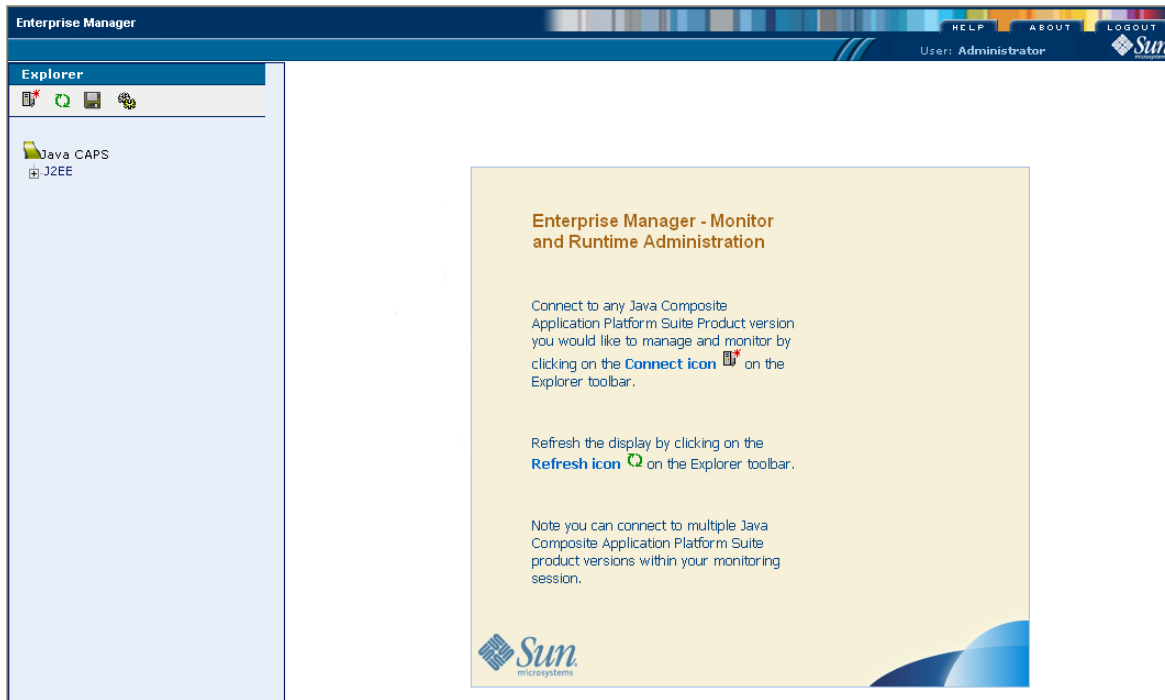 Enterprise Manager
HELP ABOUT LOGOUT
User: Administrator
Sun
microsystems
Explorer
Java CAPS
J2EE
Enterprise Manager - Monitor
and Runtime Administration
Connect to any Java Composite
Application Platform Suite Product version
you would like to manage and monitor by
clicking on the Connect icon on the
Explorer toolbar.
Refresh the display by clicking on the
Refresh icon on the Explorer toolbar.
Note you can connect to multiple Java
Composite Application Platform Suite
product versions within your monitoring
session.
Sun
microsystems